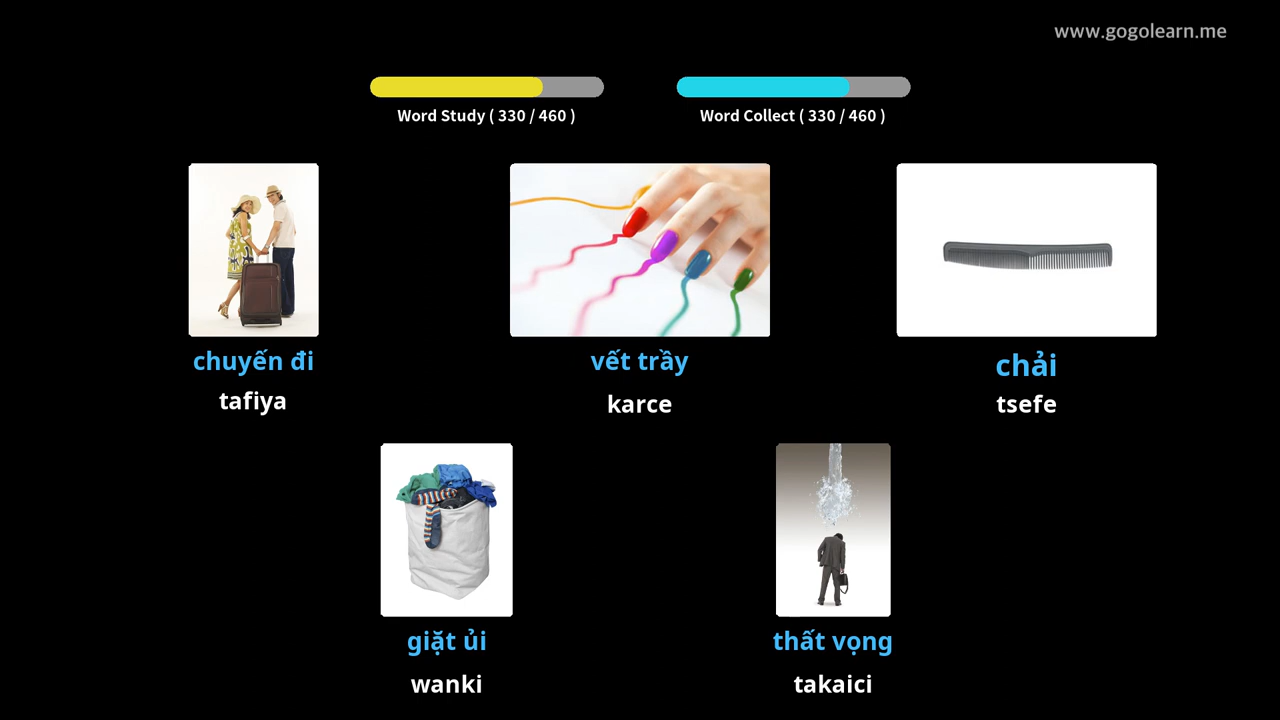 www.gogolearn.me
Word Study ( 330 / 460 )
Word Collect ( 330 / 460 )
chuyến đi
vết trầy
chải
tafiya
karce
tsefe
giặt ủi
thất vọng
wanki
takaici